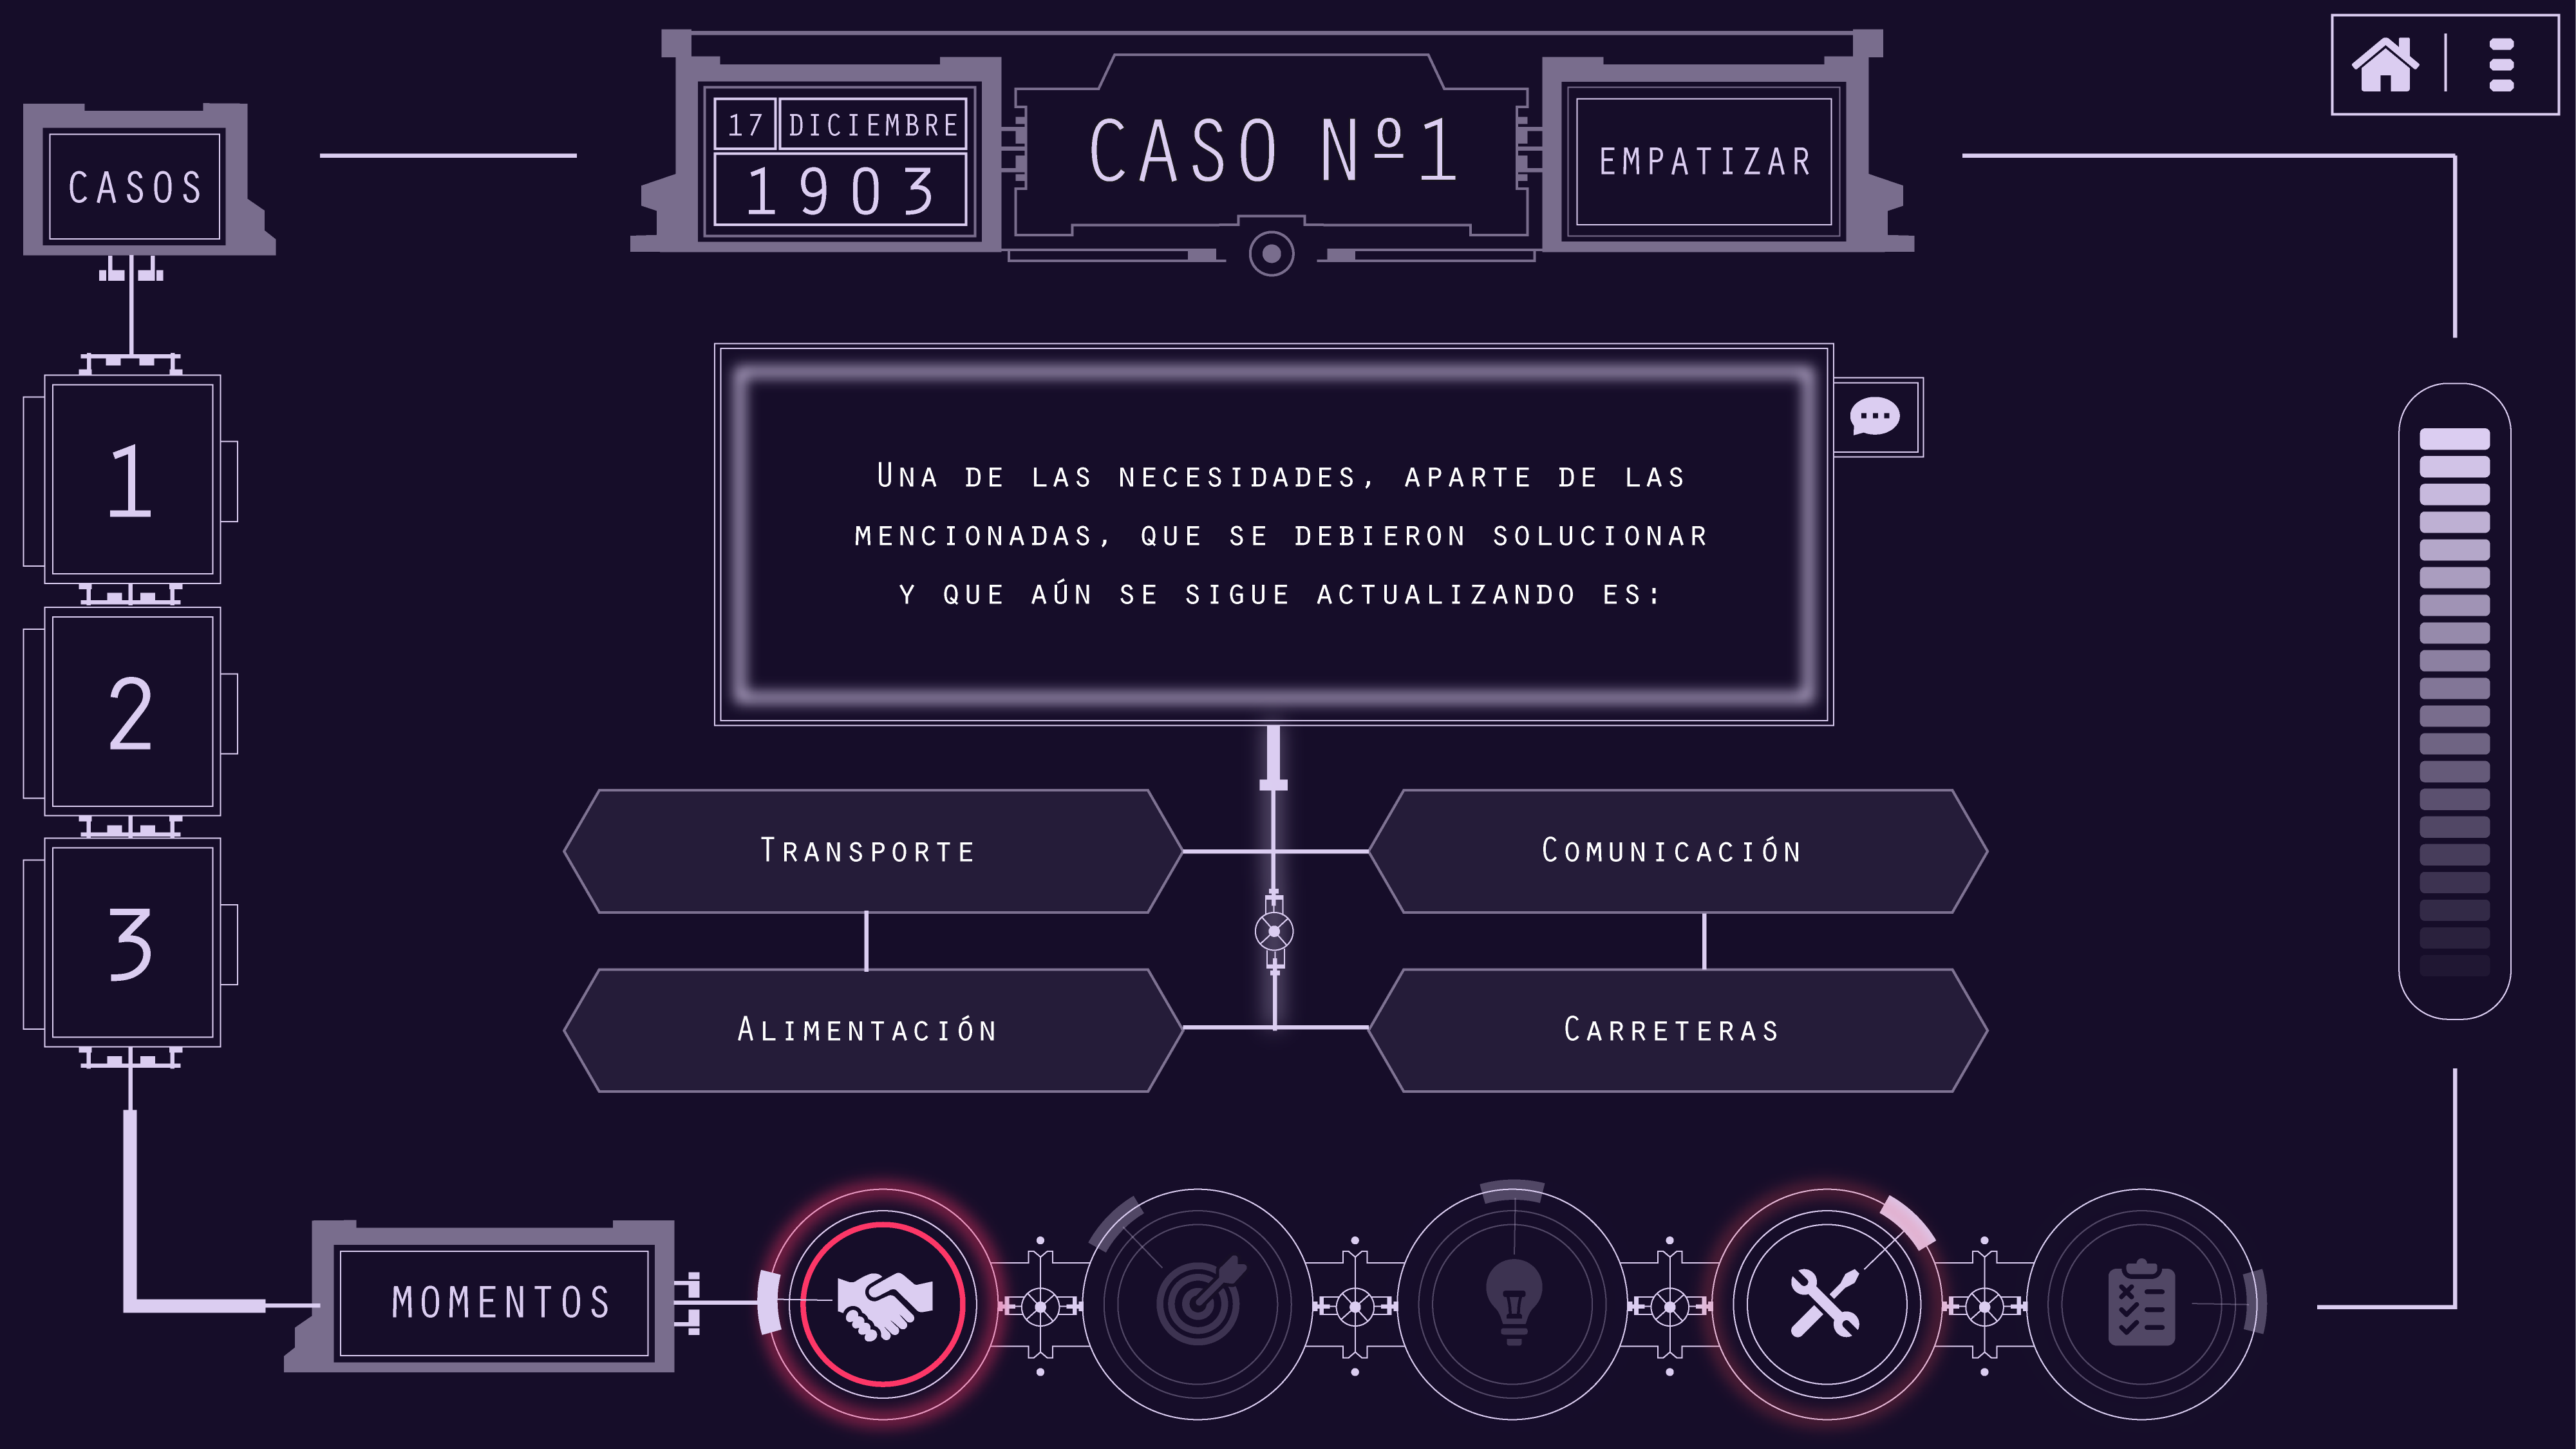 CASOS
17 DICIEMBRE
1903
CASO Nº1
EMPATIZAR
1
2
3
Una de las necesidades, aparte de las
mencionadas, que se debieron solucionar
y que aún se sigue actualizando es:
Transporte
Comunicación
Alimentación
Carreteras
MOMENTOS